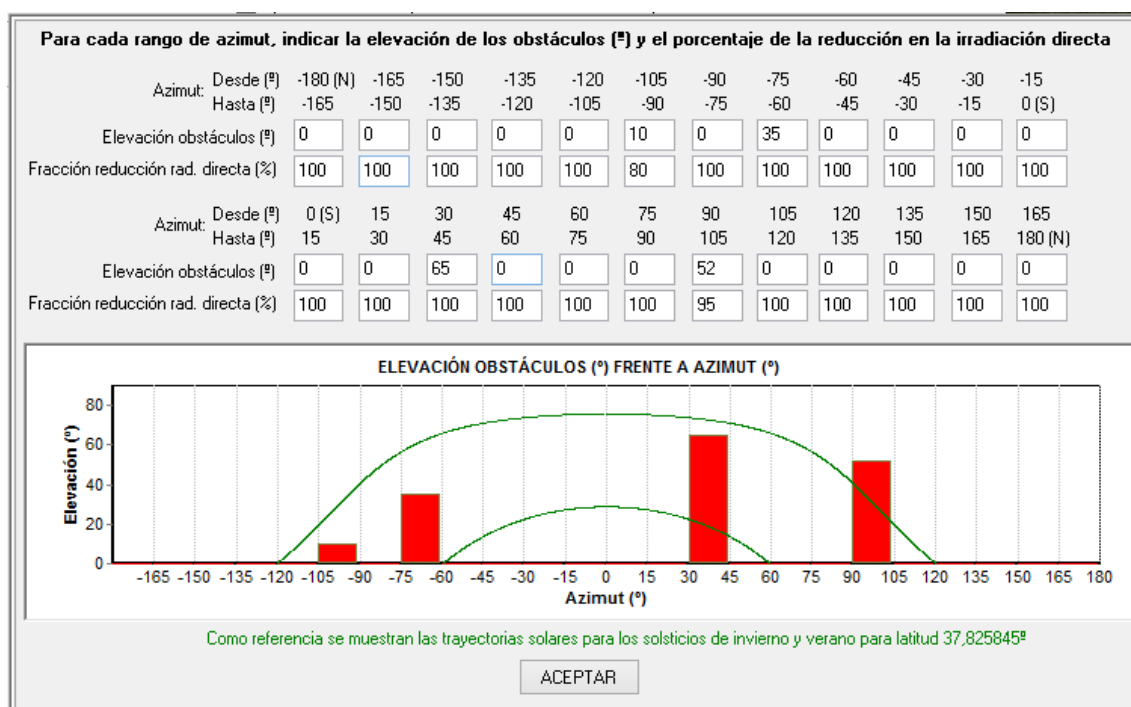 Para cada rango de azimut, indicar la elevación de los obstáculos (º) y el porcentaje de la reducción en la irradiación directa
Azimut: Desde (º) -180 (N) -165 -150 -135 -120 -105 -90 -75 -60 -45 -30 -15
Hasta (º) -165 -150 -135 -120 -105 -90 -75 -60 -45 -30 -15 0 (S)
Elevación obstáculos (º) 0 0 0 0 0 10 0 35 0 0 0 0
Fracción reducción rad. directa (%) 100 100 100 100 100 80 100 100 100 100 100 100
Azimut: Desde (º) 0 (S) 15 30 45 60 75 90 105 120 135 150 165
Hasta (º) 15 30 45 60 75 90 105 120 135 150 165 180 (N)
Elevación obstáculos (º) 0 0 65 0 0 0 52 0 0 0 0 0
Fracción reducción rad. directa (%) 100 100 100 100 100 100 95 100 100 100 100 100
ELEVACIÓN OBSTÁCULOS (º) FRENTE A AZIMUT (º)
Elevación (º)
80
60
40
20
0
-165 -150 -135 -120 -105 -90 -75 -60 -45 -30 -15 0 15 30 45 60 75 90 105 120 135 150 165 180
Azimut (º)
Como referencia se muestran las trayectorias solares para los solsticios de invierno y verano para latitud 37,825845º
ACEPTAR